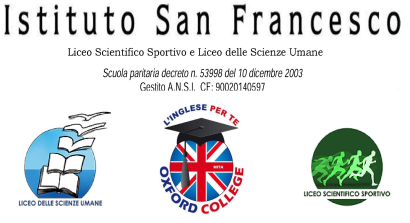 Istituto San Francesco
Liceo Scientifico Sportivo e Liceo delle Scienze Umane
Scuola paritaria decreto n. 53998 del 10 dicembre 2003
Gestito A.N.S.I. CF: 90020140597
L'INGLESE PER TE
OXFORD COLLEGE
LICEO DELLE SCIENZE UMANE
LICEO SCIENTIFICO SPORTIVO